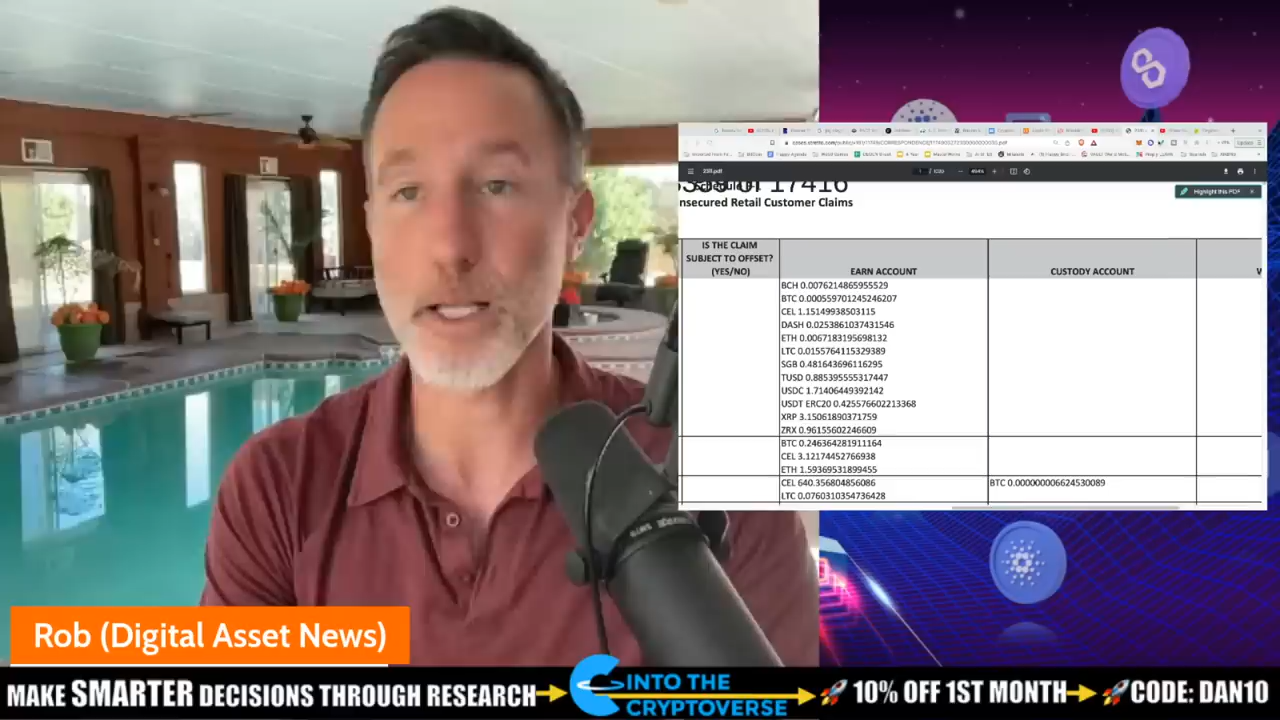 251f.pdf
Highlight this PDF
nsecured Retail Customer Claims
IS THE CLAIM
SUBJECT TO OFFSET?
(YES/NO)
EARN ACCOUNT
CUSTODY ACCOUNT
BCH 0.0076214865955529
BTC 0.000559701245246207
CEL 1.15149938503115
DASH 0.0253861037431546
ETH 0.0067183195698132
LTC 0.0155764115329389
SGB 0.481643696116295
TUSD 0.885395555317447
USDC 1.71406449392142
USDT ERC20 0.425576602213368
XRP 3.15061890371759
ZRX 0.96155602246609
BTC 0.246364281911164
CEL 3.12174452766938
ETH 1.59369531899455
CEL 640.356804856086
BTC 0.000000006624530089
LTC 0.0760310354736428
Rob (Digital Asset News)
MAKE SMARTER DECISIONS THROUGH RESEARCH
INTO THE
CRYPTOVERSE
10% OFF 1ST MONTH
CODE: DAN10